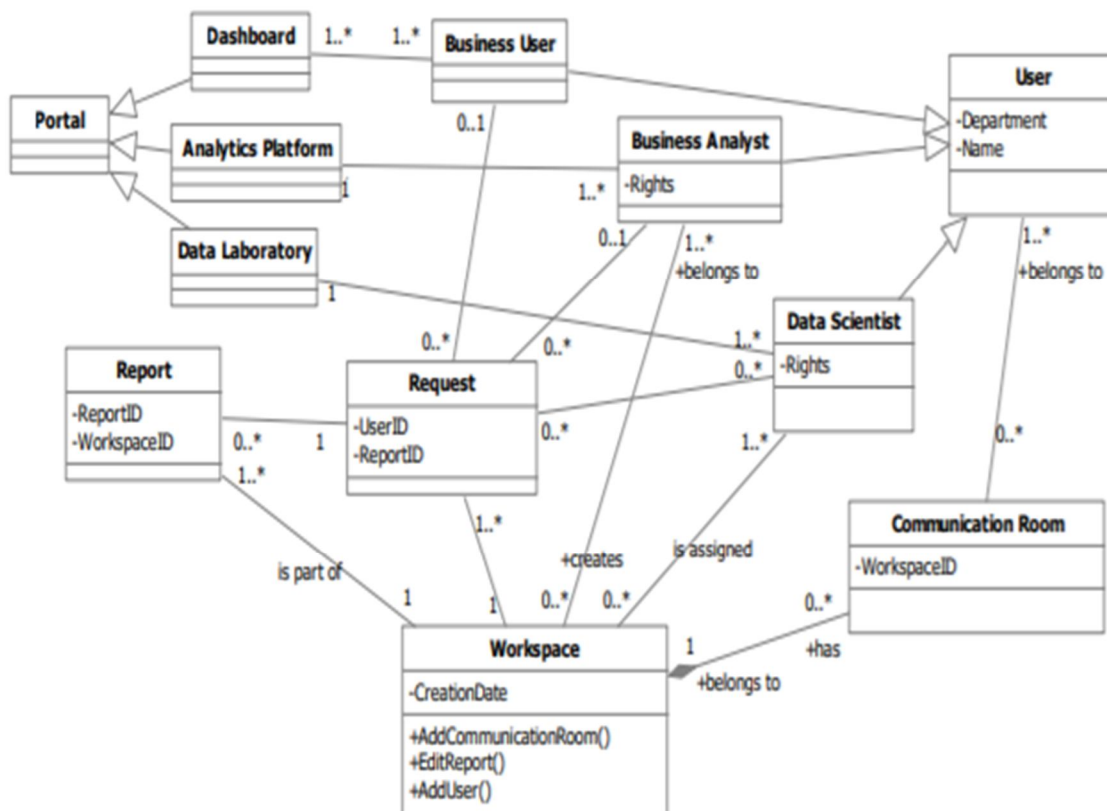 Dashboard
1..*
1..*
Business User
User
-Department
-Name
Portal
0..1
Analytics Platform
1
Business Analyst
-Rights
1..*
0..1
1..*
+belongs to
1..*
+belongs to
Data Laboratory
1
Data Scientist
-Rights
1..*
0..*
1..*
Report
-ReportID
-WorkspaceID
0..*
1..*
0..*
0..*
Request
-UserID
-ReportID
1
0..*
1..*
0..*
Communication Room
-WorkspaceID
is part of
+creates
is assigned
1
1
0..*
0..*
0..*
+has
1
+belongs to
Workspace
-CreationDate
+AddCommunicationRoom()
+EditReport()
+AddUser()